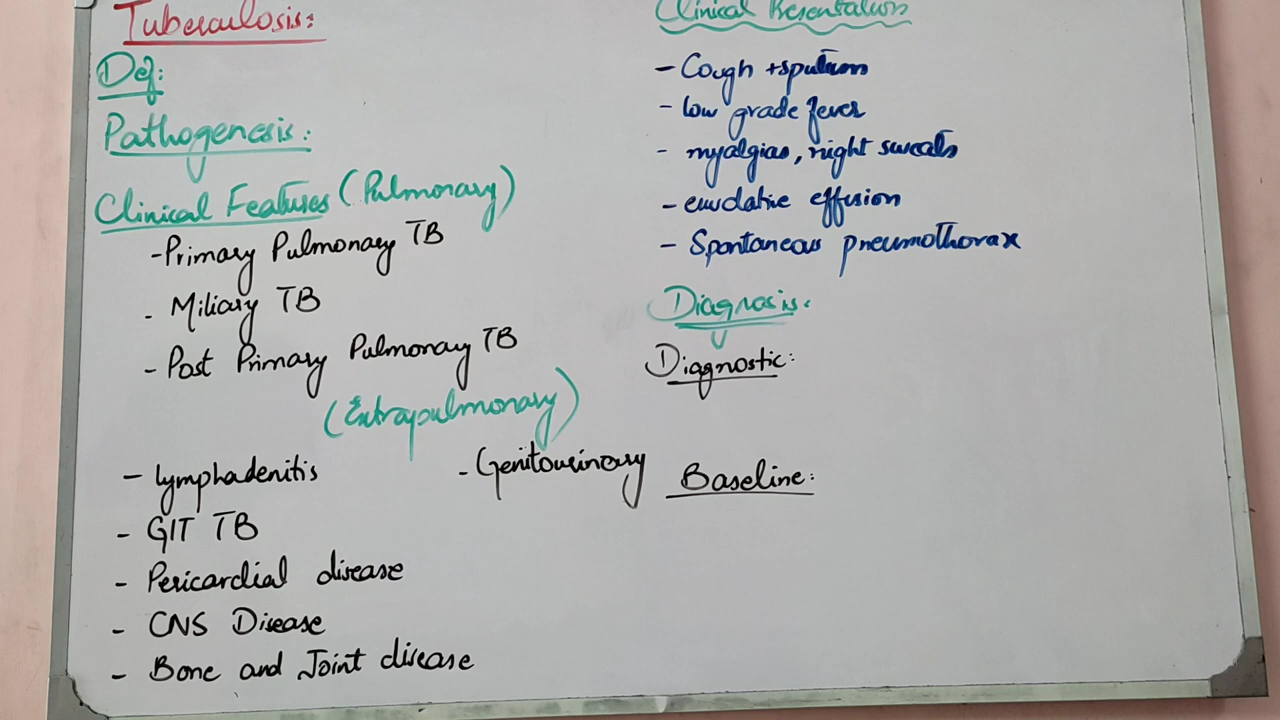 Tuberculosis:
Def:
Pathogenesis:
Clinical Features (Pulmonary)
- Primary Pulmonary TB
- Miliary TB
- Post Primary Pulmonary TB
(Extrapulmonary)
- Lymphadenitis
- Genitourinary
- GIT TB
- Pericardial disease
- CNS Disease
- Bone and Joint disease
Clinical Presentation
- Cough + sputum
- low grade fever
- myalgias, night sweats
- exudative effusion
- Spontaneous pneumothorax
Diagnosis:
Diagnostic:
Baseline: